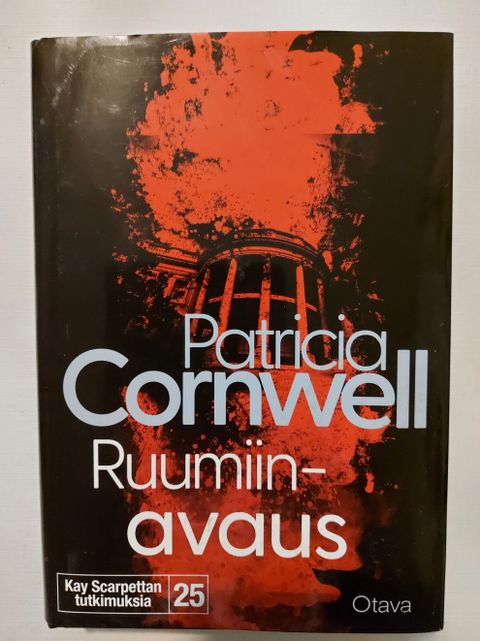 Patricia
Cornwell
Ruumiin-
avaus
Kay Scarpettan
tutkimuksia
25
Otava